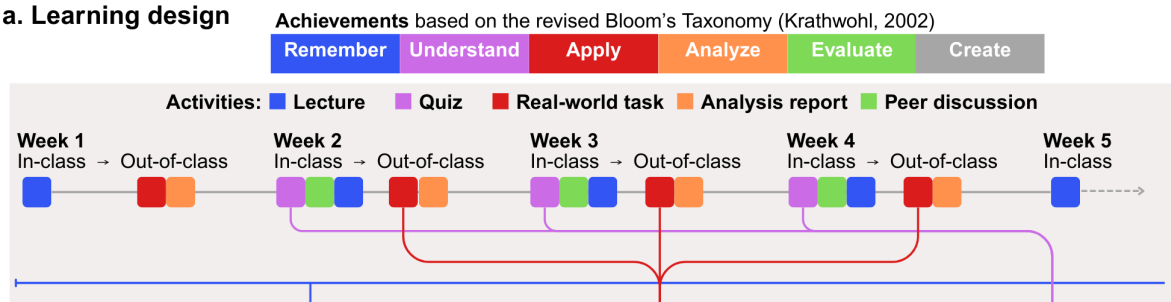 a. Learning design
Achievements based on the revised Bloom's Taxonomy (Krathwohl, 2002)
Remember Understand Apply Analyze Evaluate Create
Activities: Lecture Quiz Real-world task Analysis report Peer discussion
Week 1 Week 2 Week 3 Week 4 Week 5
In-class → Out-of-class In-class → Out-of-class In-class → Out-of-class In-class → Out-of-class In-class